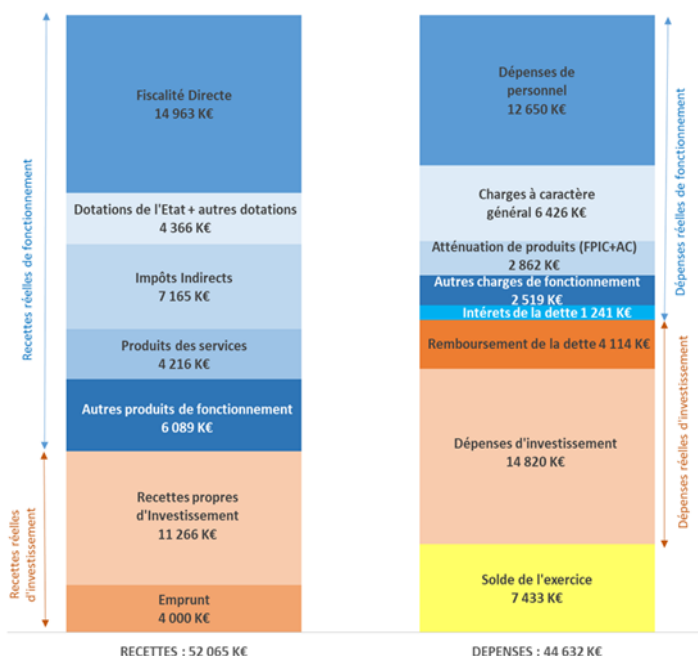 Recettes réelles de fonctionnement
Fiscalité Directe
14 963 K€
Dotations de l'Etat + autres dotations
4 366 K€
Impôts Indirects
7 165 K€
Produits des services
4 216 K€
Autres produits de fonctionnement
6 089 K€
Recettes réelles
d'investissement
Recettes propres
d'Investissement
11 266 K€
Emprunt
4 000 K€
RECETTES : 52 065 K€
Dépenses de
personnel
12 650 K€
Charges à caractère
général 6 426 K€
Atténuation de produits (FPIC+AC)
2 862 K€
Autres charges de fonctionnement
2 519 K€
Intérets de la dette 1 241 K€
Dépenses réelles de fonctionnement
Remboursement de la dette 4 114 K€
Dépenses d'investissement
14 820 K€
Dépenses réelles d'investissement
Solde de l'exercice
7 433 K€
DEPENSES : 44 632 K€